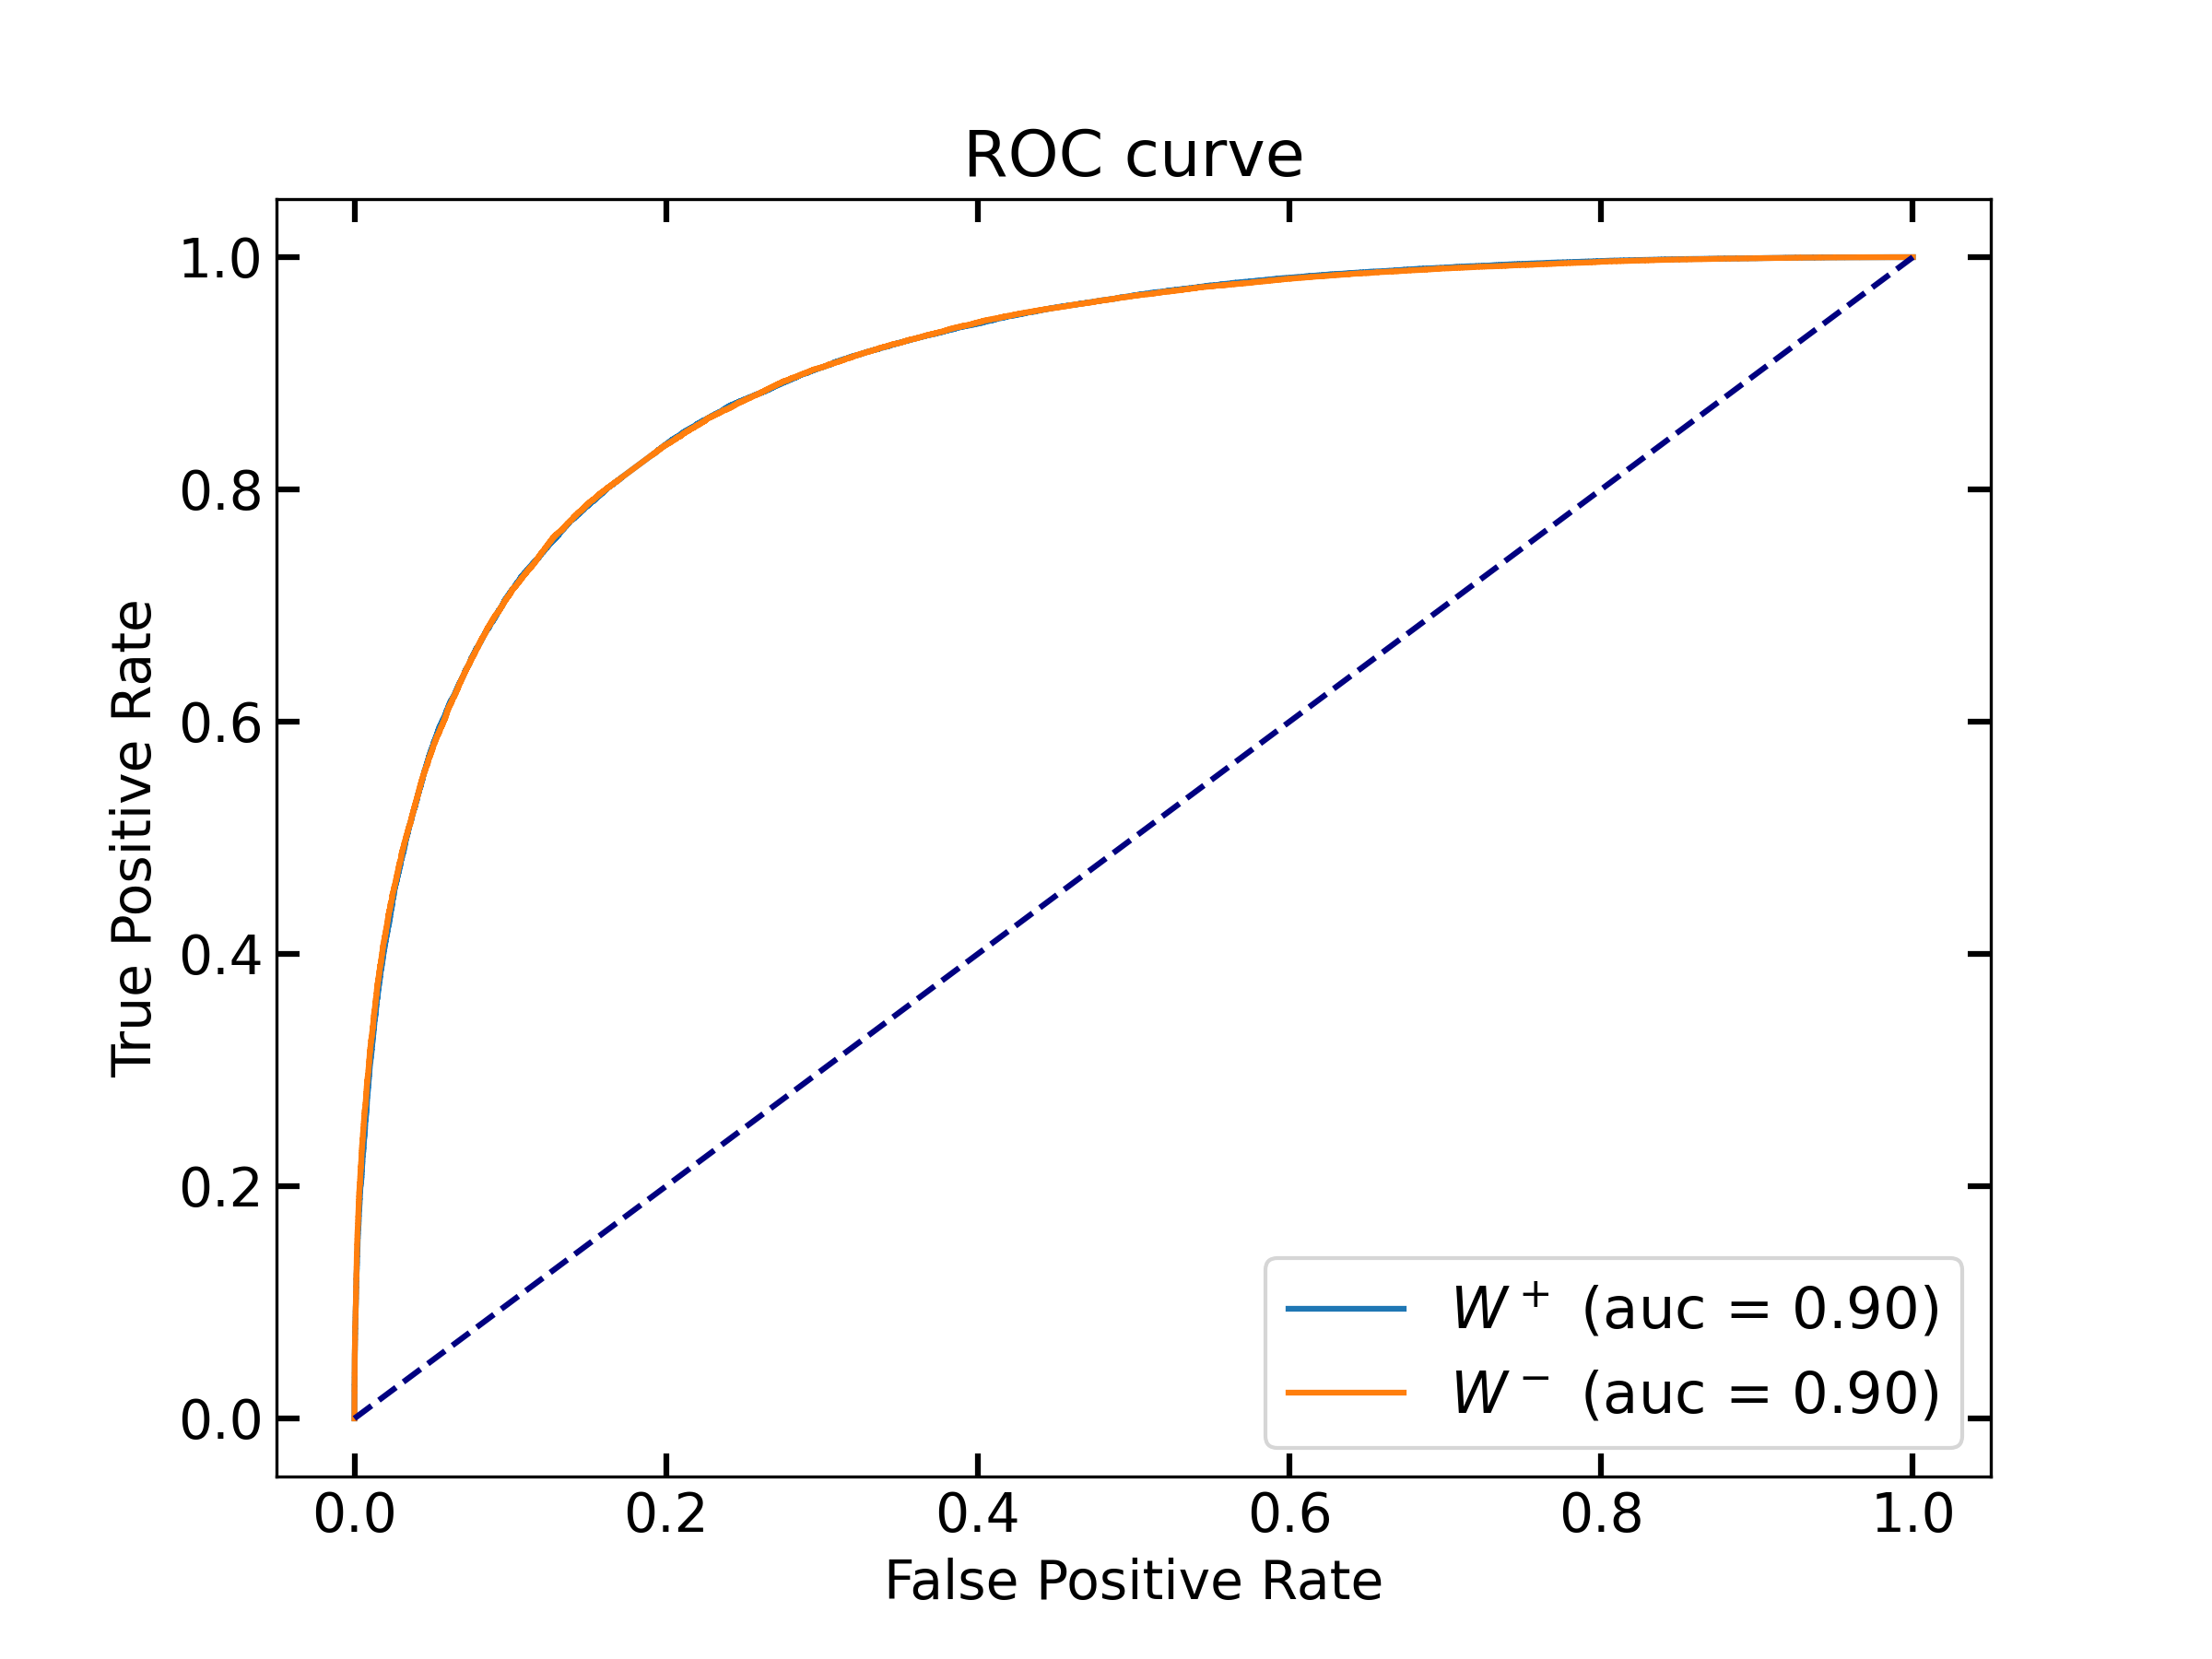 ROC curve
1.0
0.8
0.6
0.4
0.2
0.0
True Positive Rate
W⁺ (auc = 0.90)
W⁻ (auc = 0.90)
0.0 0.2 0.4 0.6 0.8 1.0
False Positive Rate